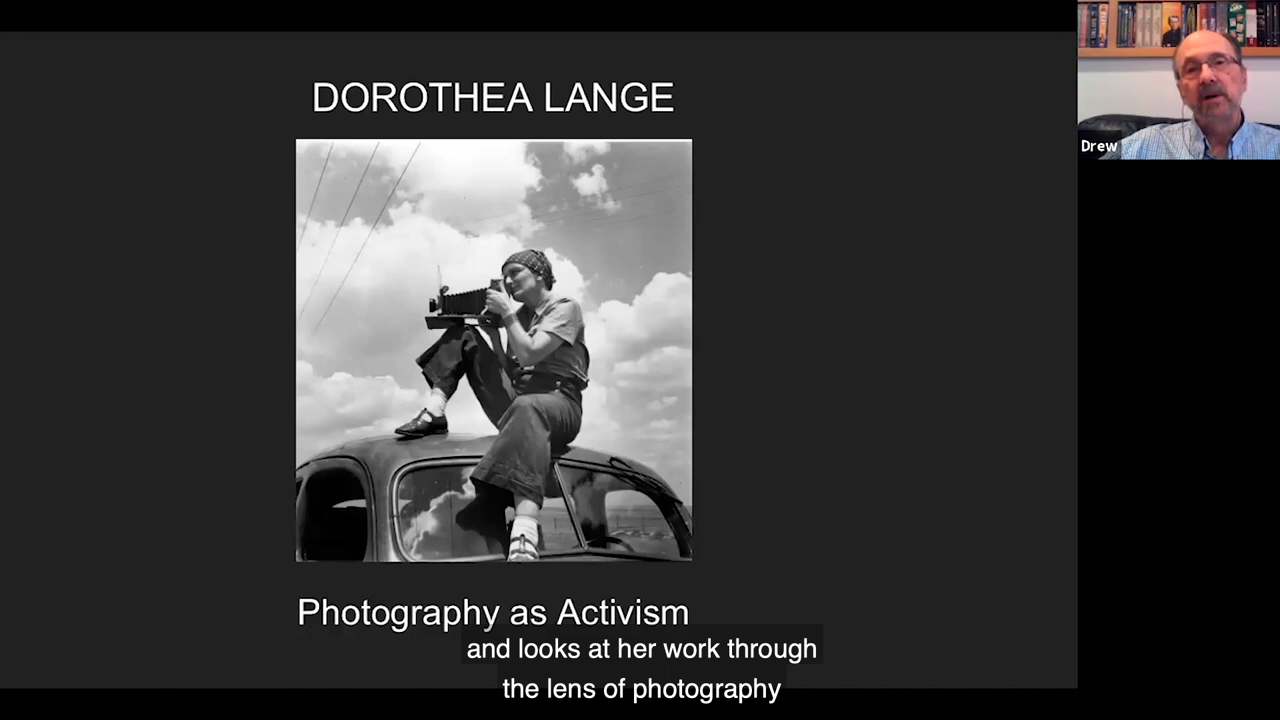 DOROTHEA LANGE
Drew
Photography as Activism
and looks at her work through
the lens of photography